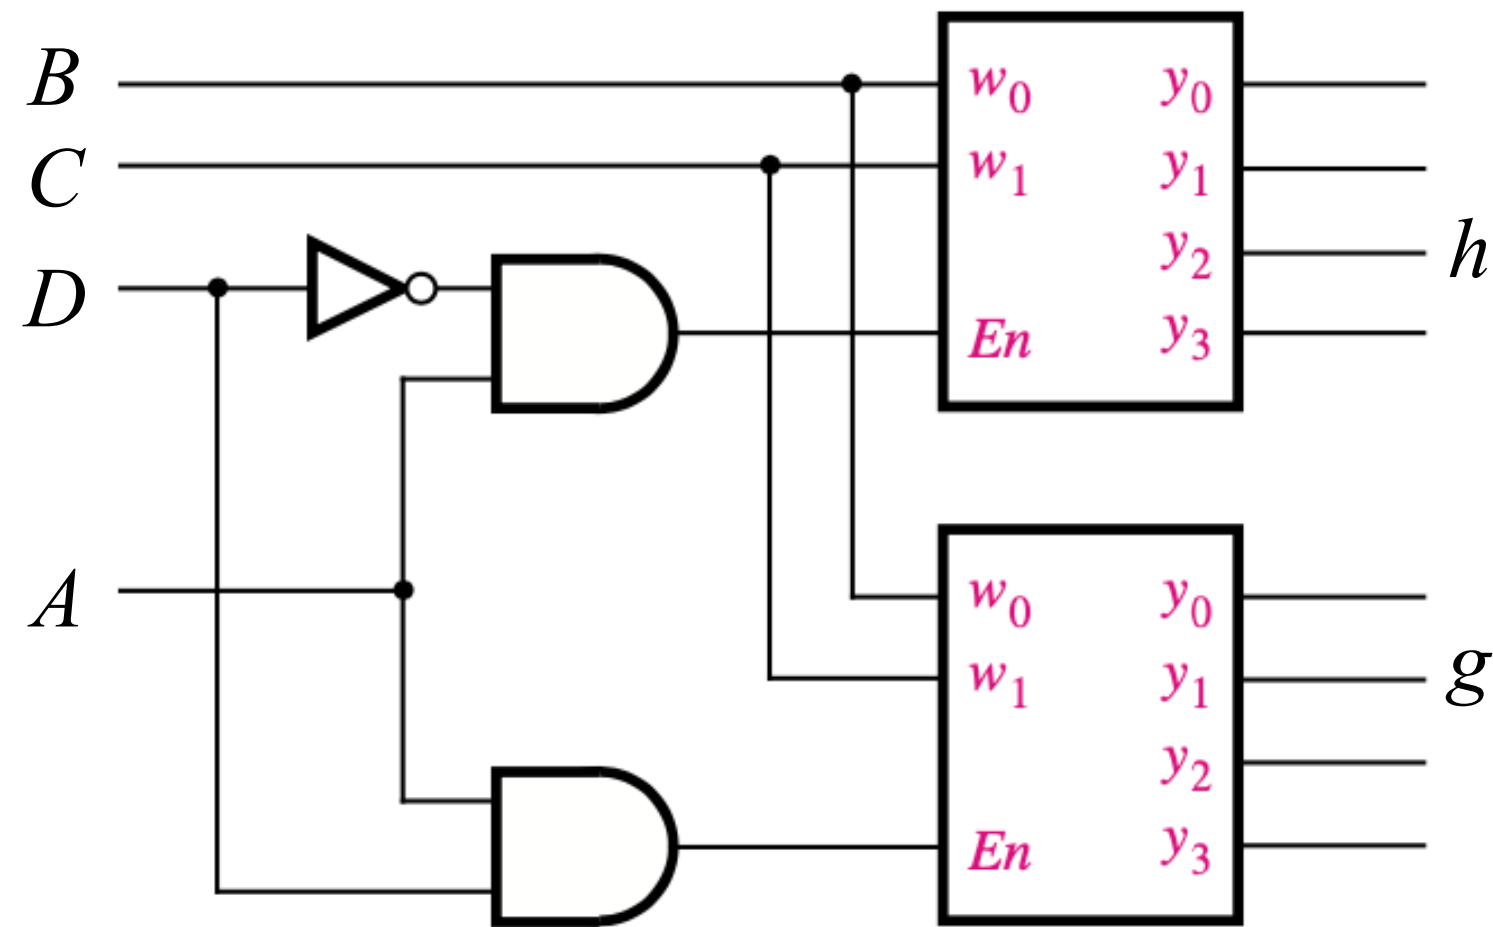 B w₀ y₀
C w₁ y₁
y₂ h
D En y₃
A w₀ y₀
w₁ y₁ g
y₂
En y₃